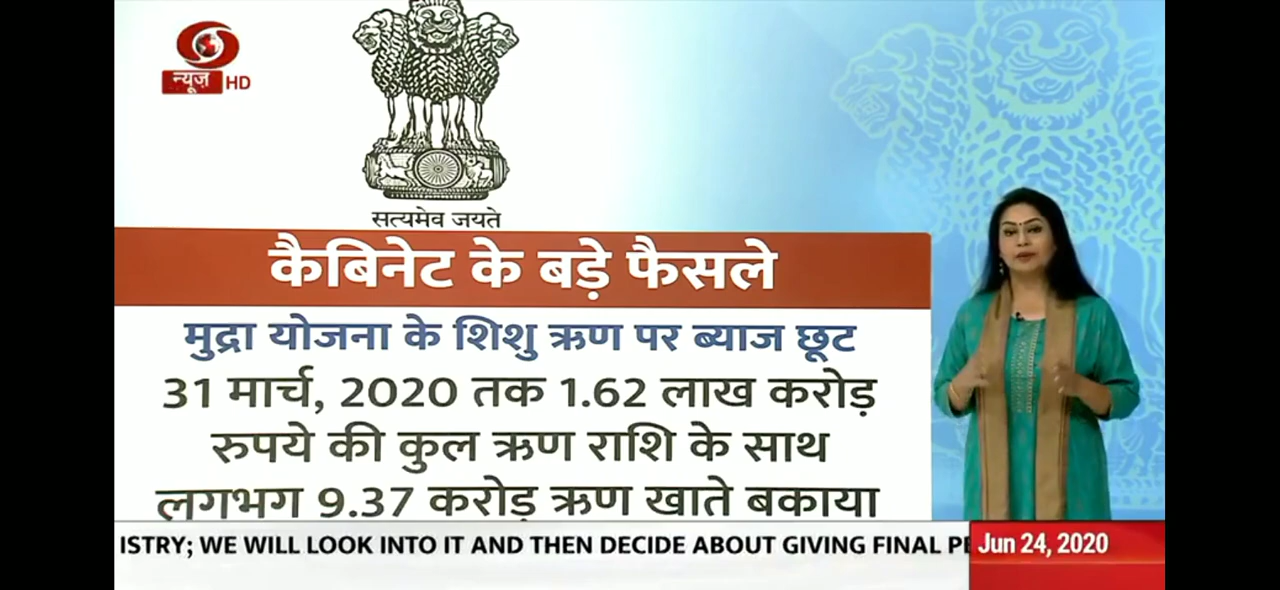 न्यूज़ HD
सत्यमेव जयते
कैबिनेट के बड़े फैसले
मुद्रा योजना के शिशु ऋण पर ब्याज छूट
31 मार्च, 2020 तक 1.62 लाख करोड़
रुपये की कुल ऋण राशि के साथ
लगभग 9.37 करोड़ ऋण खाते बकाया
ISTRY; WE WILL LOOK INTO IT AND THEN DECIDE ABOUT GIVING FINAL
Jun 24, 2020